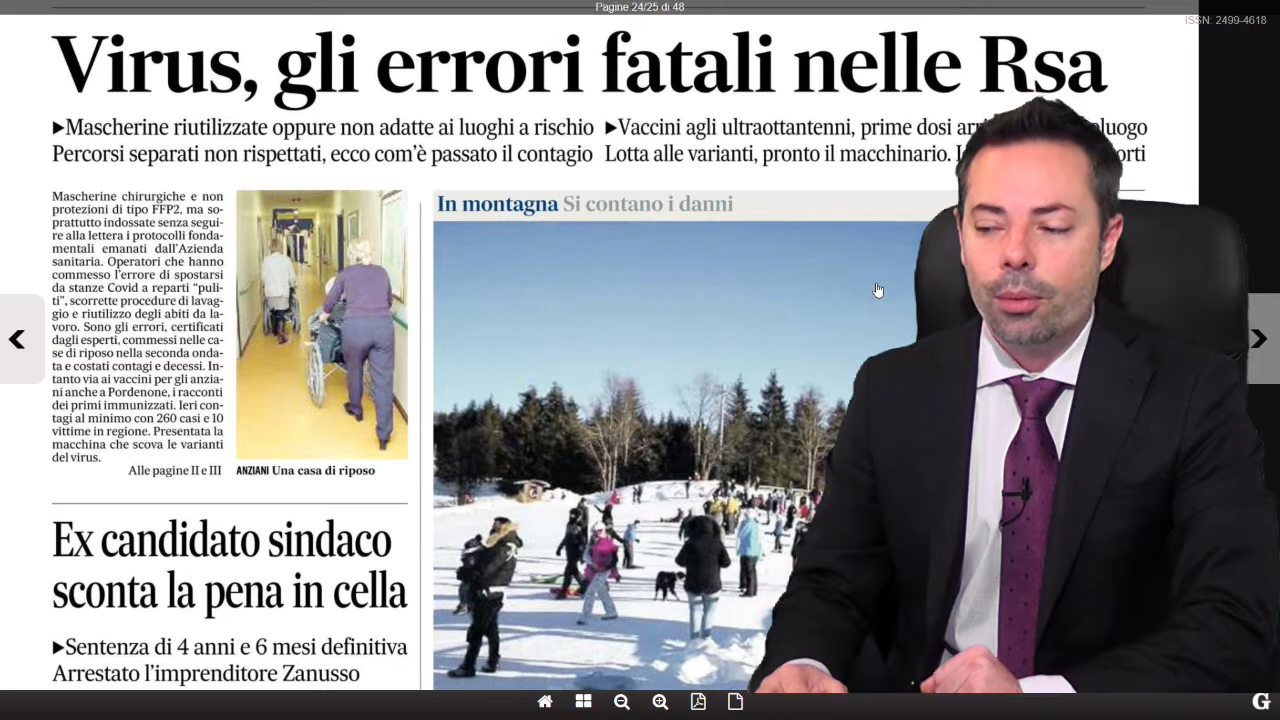 Pagine 24/25 di 48
ISSN: 2499-4618
Virus, gli errori fatali nelle Rsa
▶Mascherine riutilizzate oppure non adatte ai luoghi a rischio
Percorsi separati non rispettati, ecco com'è passato il contagio
▶Vaccini agli ultraottantenni, prime dosi
Lotta alle varianti, pronto il macchinario.
Mascherine chirurgiche e non
protezioni di tipo FFP2, ma so-
prattutto indossate senza segui-
re alla lettera i protocolli fonda-
mentali emanati dall'Azienda
sanitaria. Operatori che hanno
commesso l'errore di spostarsi
da stanze Covid a reparti "puli-
ti", scorrette procedure di lavag-
gio e riutilizzo degli abiti da la-
voro. Sono gli errori, certificati
dagli esperti, commessi nelle ca-
se di riposo nella seconda onda-
ta e costati contagi e decessi. In-
tanto via ai vaccini per gli anzia-
ni anche a Pordenone, i racconti
dei primi immunizzati. Ieri con-
tagi al minimo con 260 casi e 10
vittime in regione. Presentata la
macchina che scova le varianti
del virus.
Alle pagine II e III
ANZIANI Una casa di riposo
In montagna Si contano i danni
Ex candidato sindaco
sconta la pena in cella
▶Sentenza di 4 anni e 6 mesi definitiva
Arrestato l'imprenditore Zanusso
G